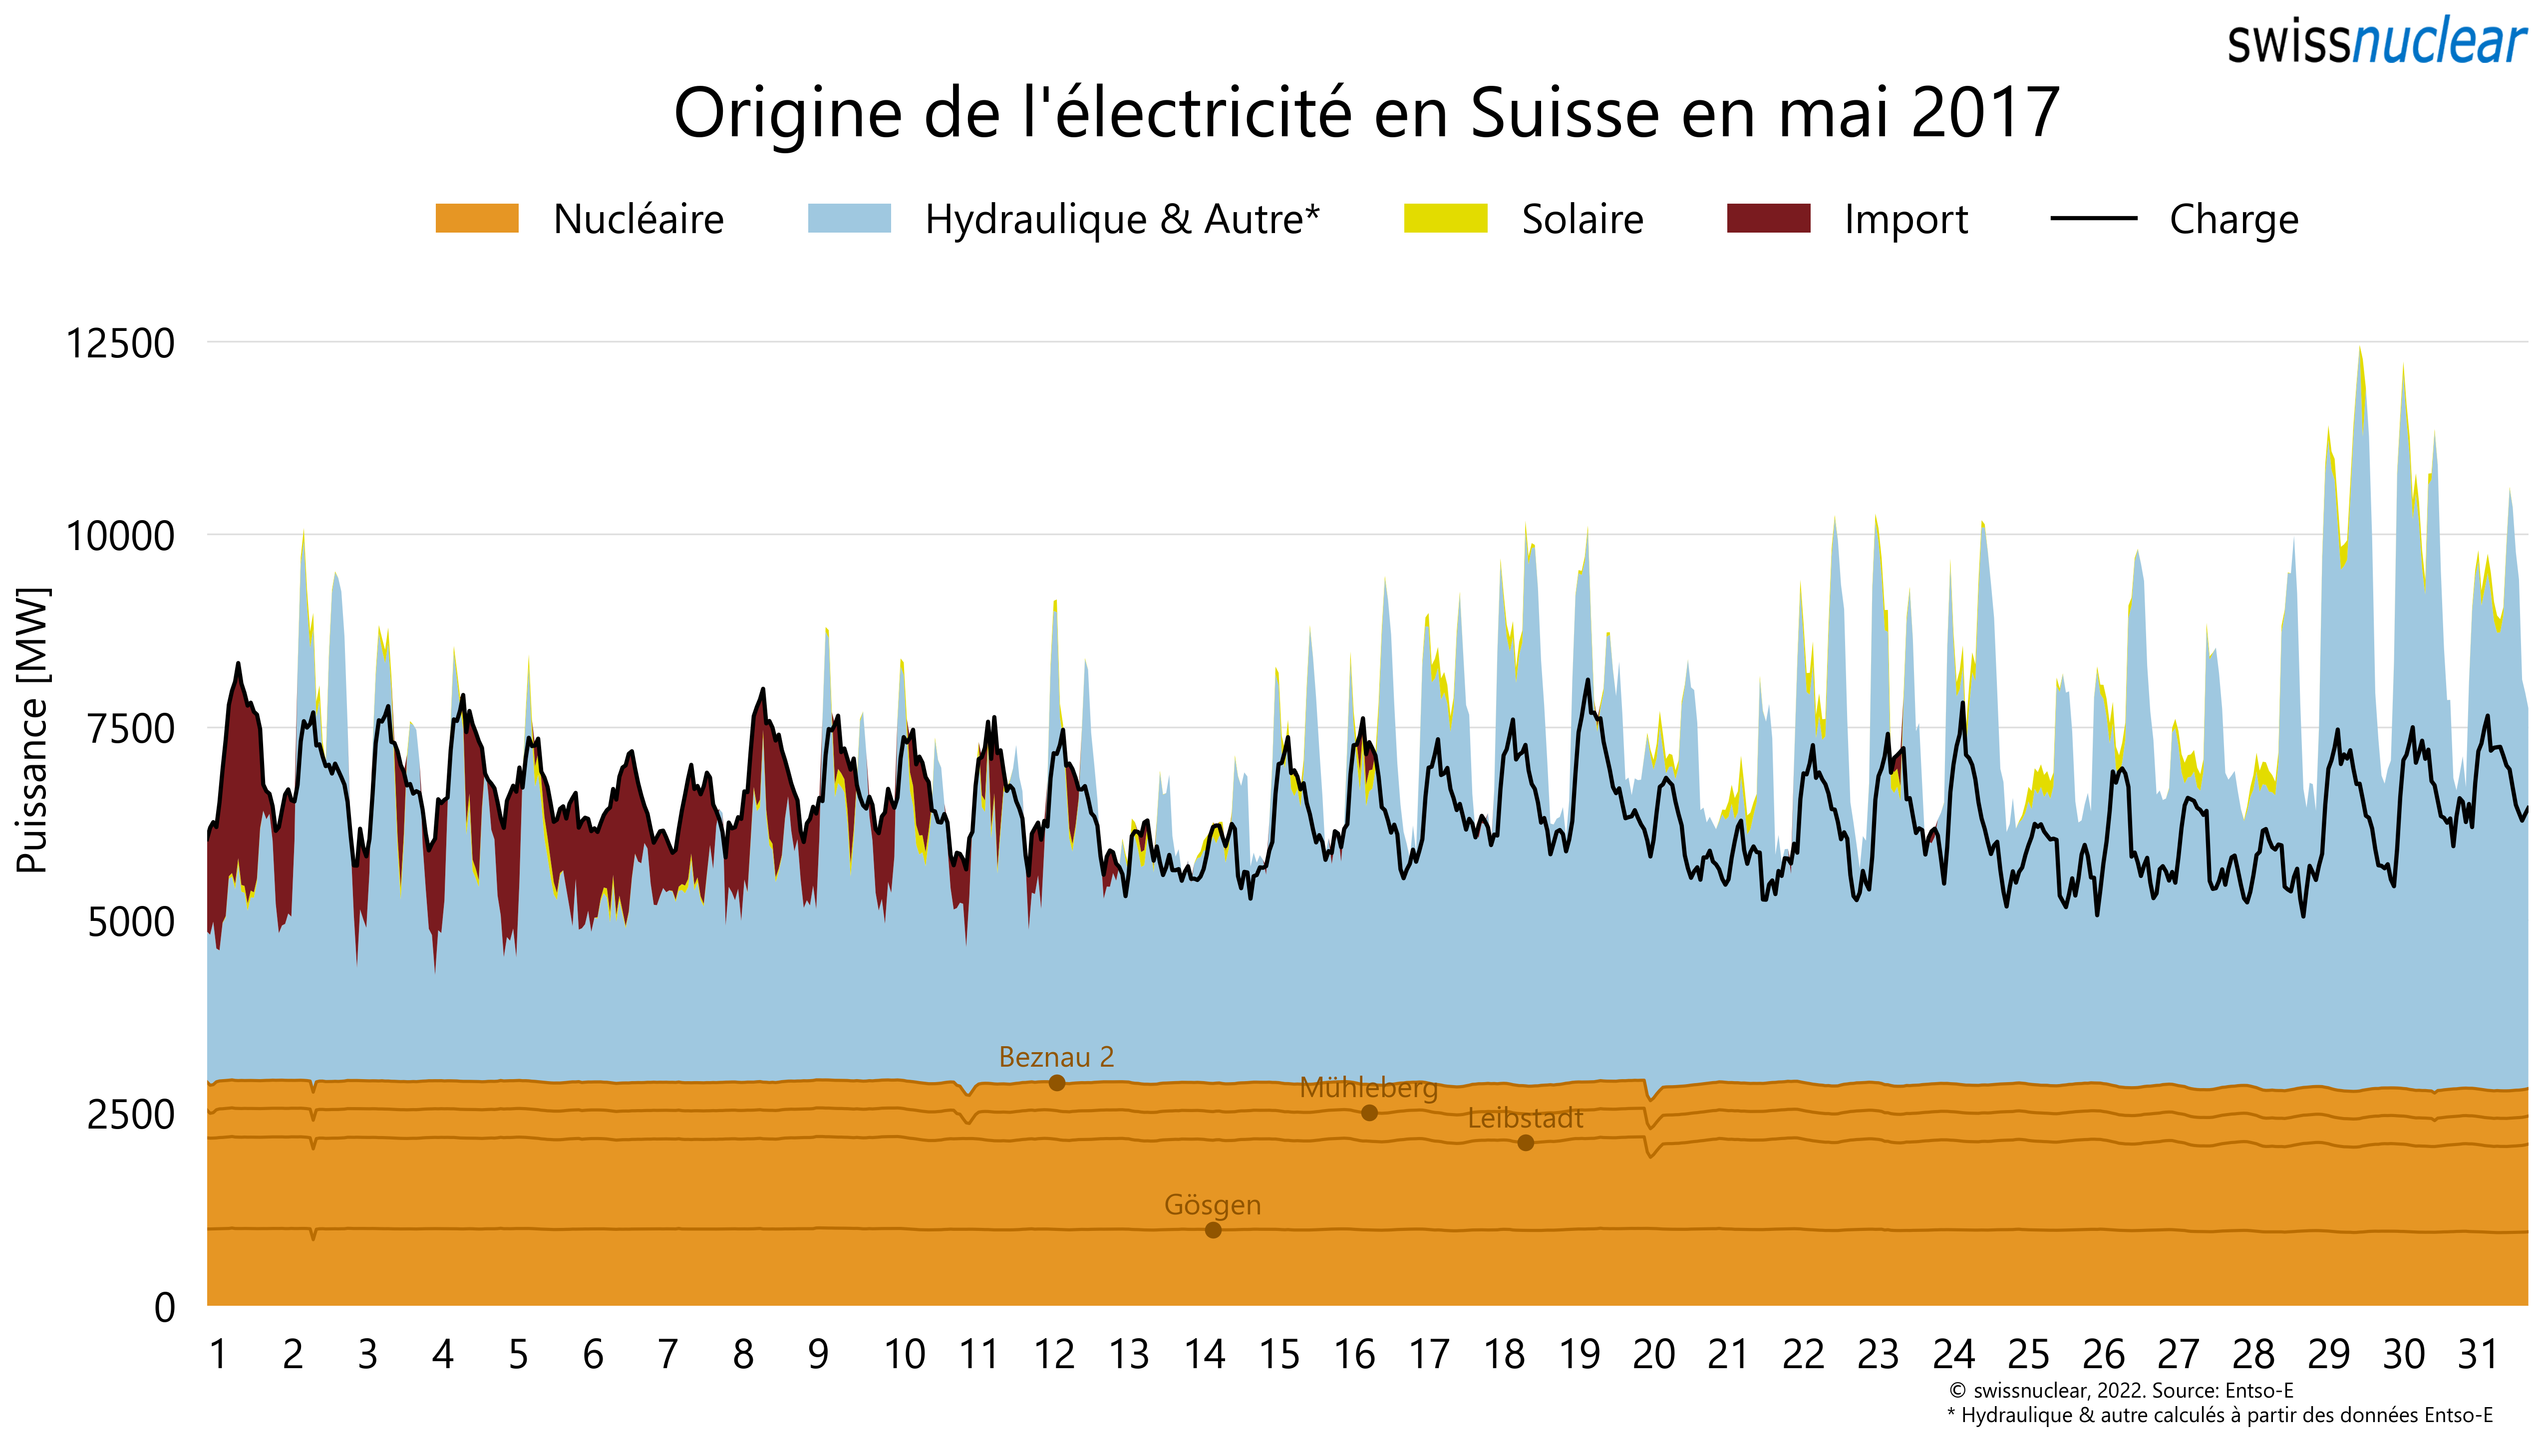 swissnuclear
Origine de l'électricité en Suisse en mai 2017
Nucléaire Hydraulique & Autre* Solaire Import Charge
Puissance [MW]
12500
10000
7500
5000
2500
0
Beznau 2
Mühleberg
Leibstadt
Gösgen
1 2 3 4 5 6 7 8 9 10 11 12 13 14 15 16 17 18 19 20 21 22 23 24 25 26 27 28 29 30 31
© swissnuclear, 2022. Source: Entso-E
* Hydraulique & autre calculés à partir des données Entso-E